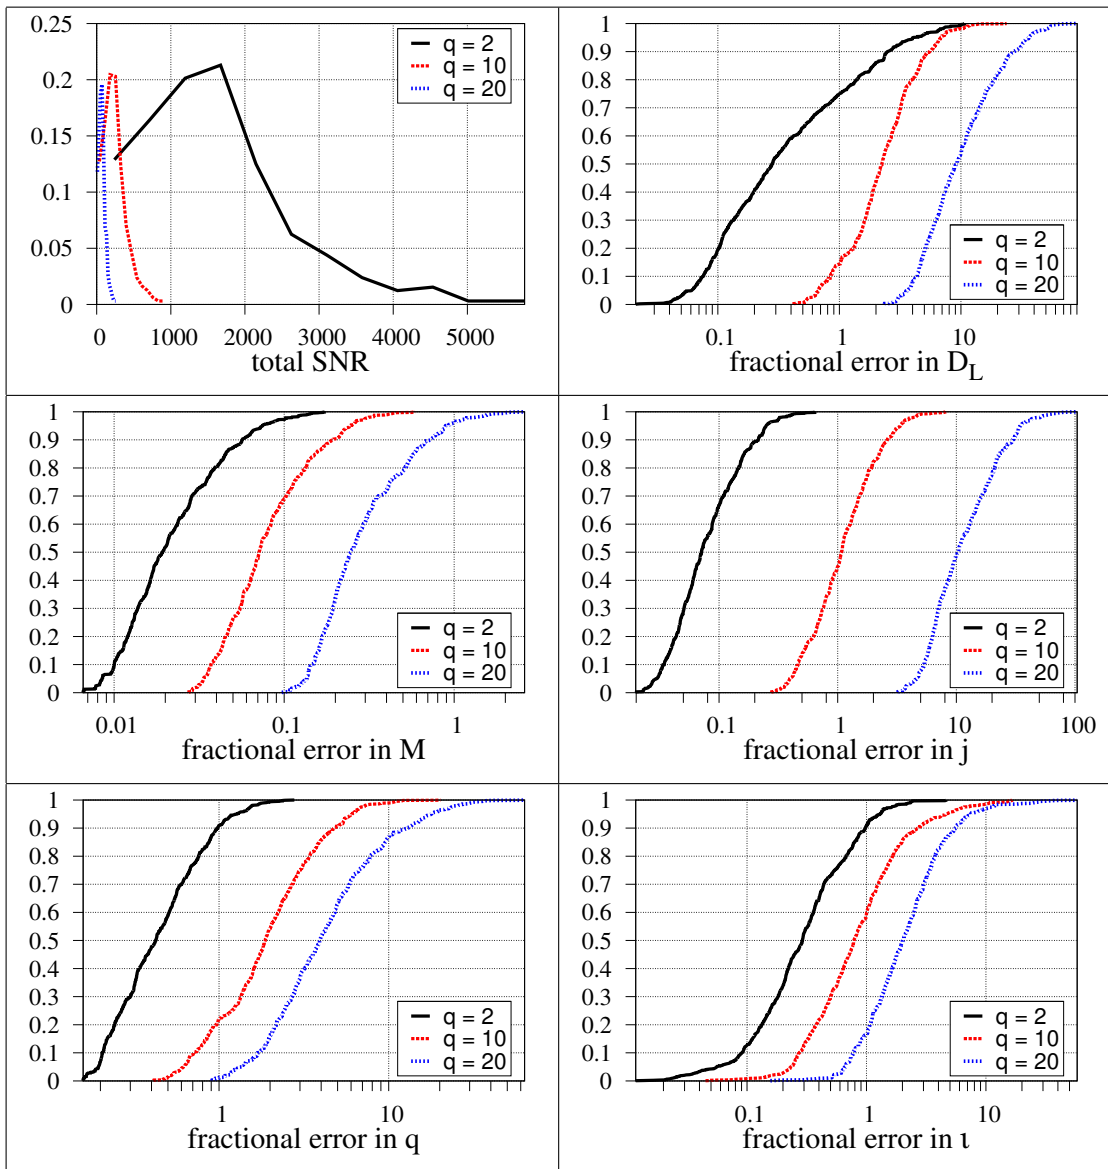 0.25
0.2
0.15
0.1
0.05
0
0 1000 2000 3000 4000 5000
total SNR
q = 2
q = 10
q = 20
1
0.9
0.8
0.7
0.6
0.5
0.4
0.3
0.2
0.1
0
0.1 1 10
fractional error in D_L
q = 2
q = 10
q = 20
1
0.9
0.8
0.7
0.6
0.5
0.4
0.3
0.2
0.1
0
0.01 0.1 1
fractional error in M
q = 2
q = 10
q = 20
1
0.9
0.8
0.7
0.6
0.5
0.4
0.3
0.2
0.1
0
0.1 1 10 100
fractional error in j
q = 2
q = 10
q = 20
1
0.9
0.8
0.7
0.6
0.5
0.4
0.3
0.2
0.1
0
1 10
fractional error in q
q = 2
q = 10
q = 20
1
0.9
0.8
0.7
0.6
0.5
0.4
0.3
0.2
0.1
0
0.1 1 10
fractional error in ι
q = 2
q = 10
q = 20